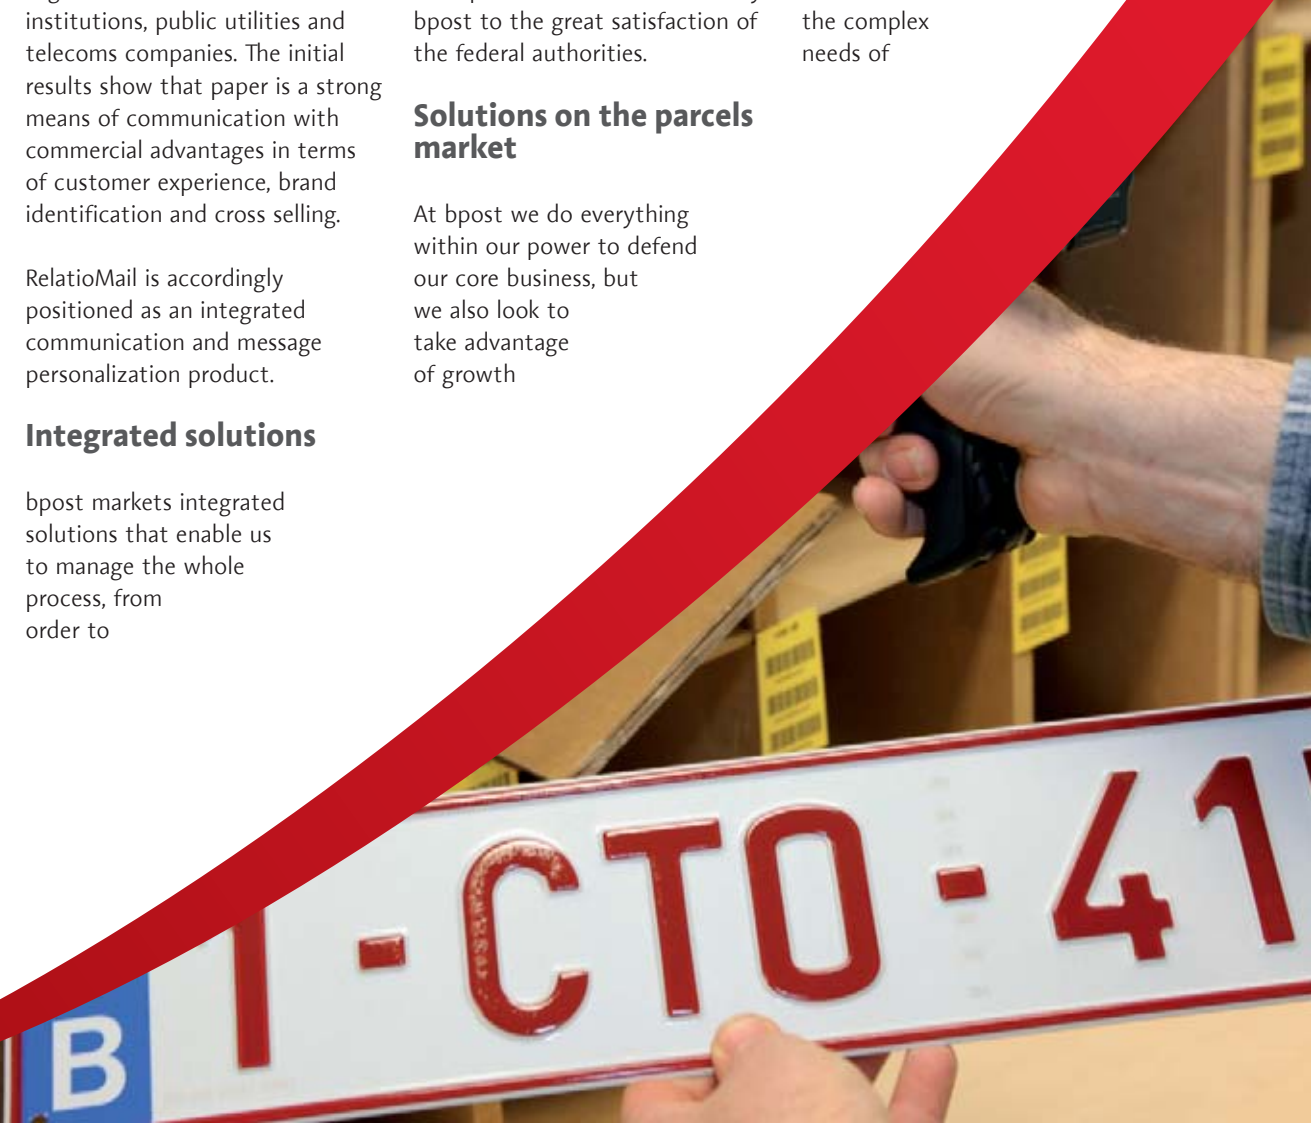 institutions, public utilities and
telecoms companies. The initial
results show that paper is a strong
means of communication with
commercial advantages in terms
of customer experience, brand
identification and cross selling.
RelatioMail is accordingly
positioned as an integrated
communication and message
personalization product.
Integrated solutions
bpost markets integrated
solutions that enable us
to manage the whole
process, from
order to
bpost to the great satisfaction of
the federal authorities.
Solutions on the parcels
market
At bpost we do everything
within our power to defend
our core business, but
we also look to
take advantage
of growth
the complex
needs of
B
1-CTO-41